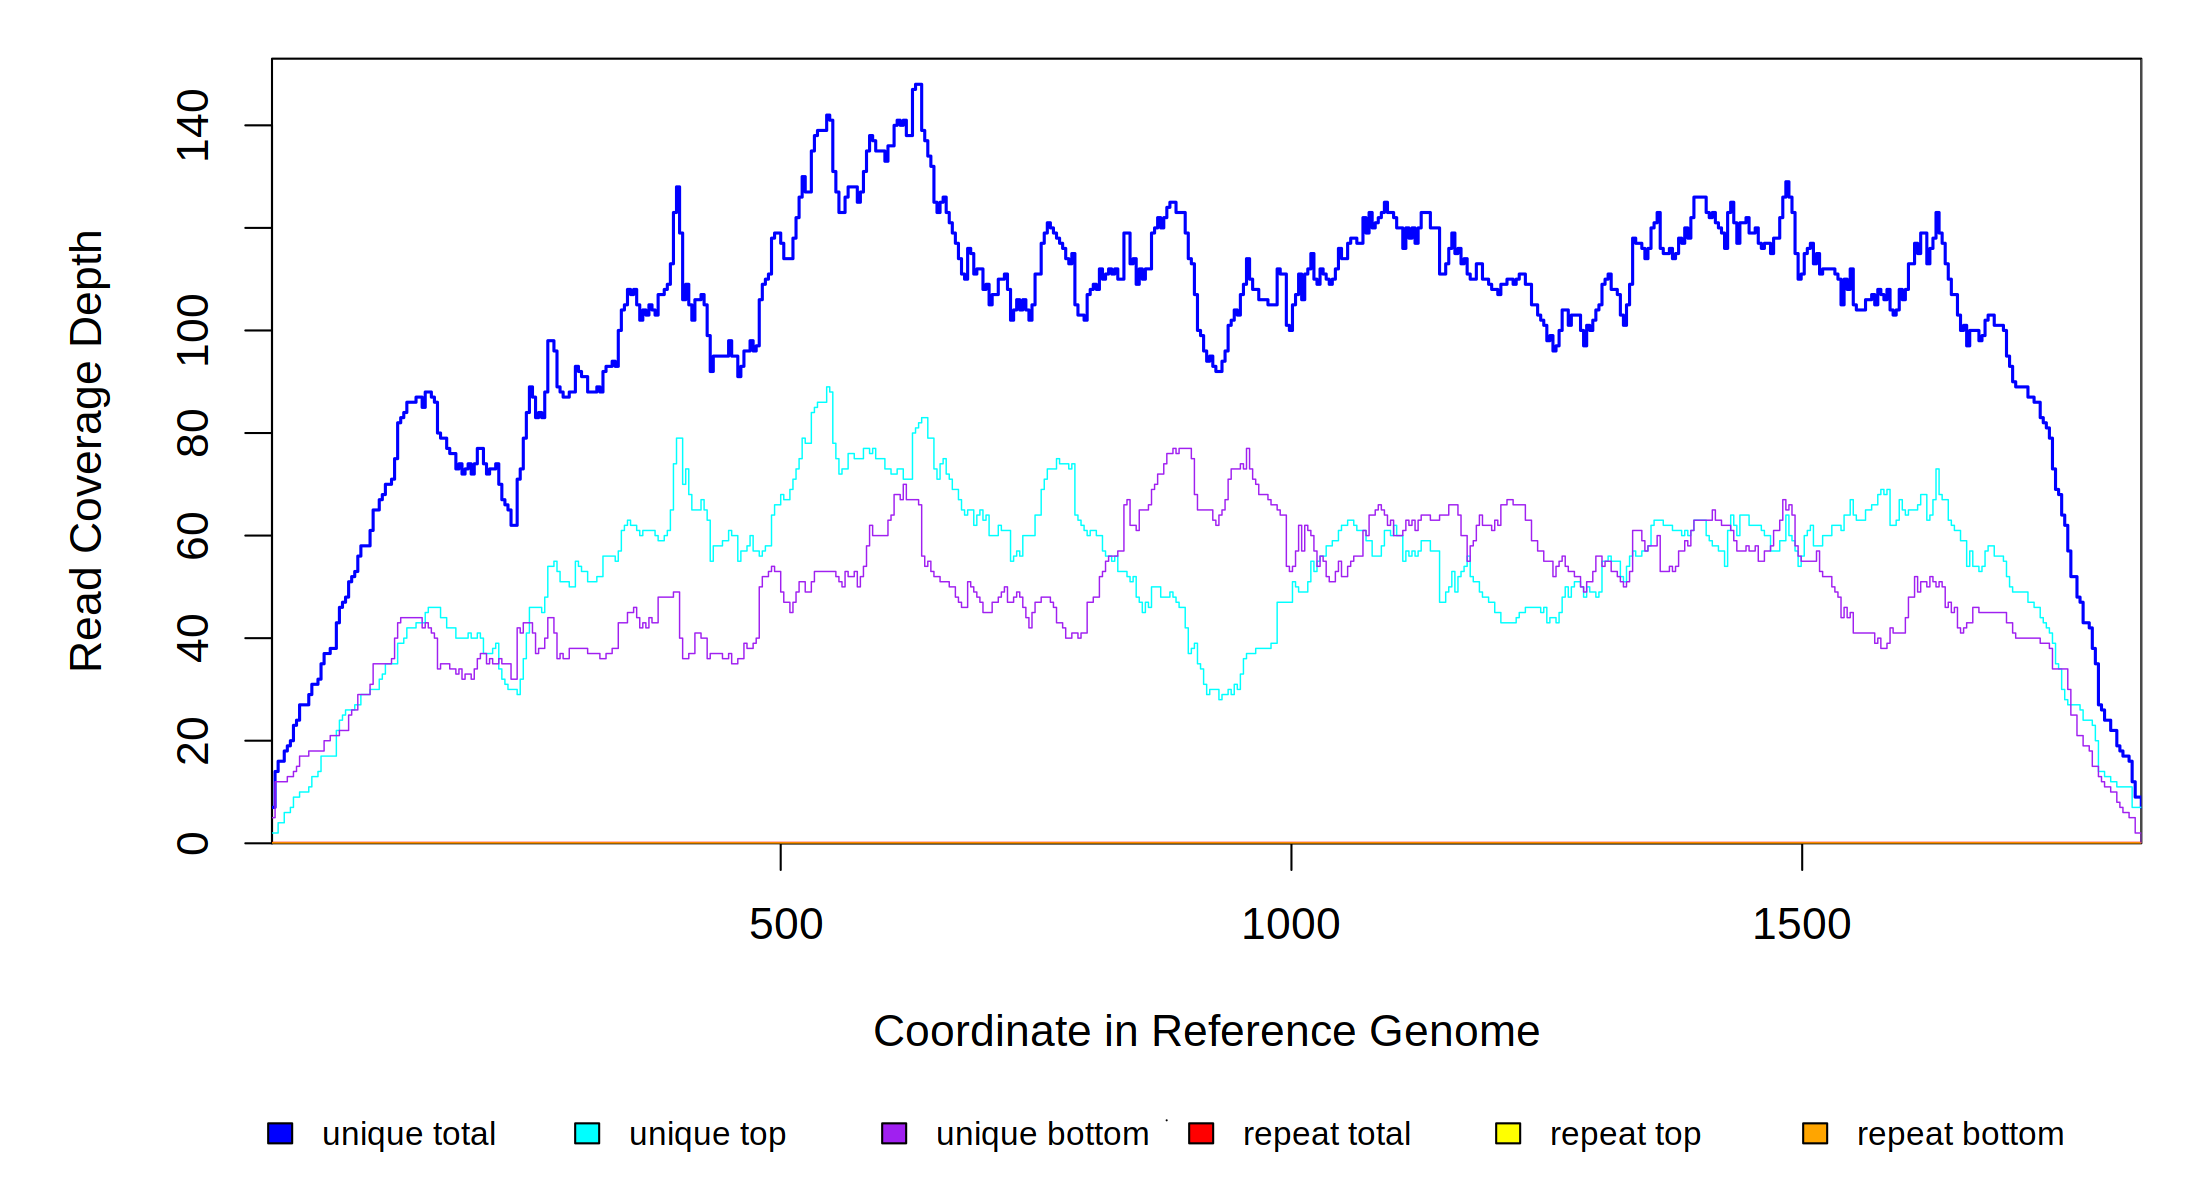 140
100
80
60
40
20
0
Read Coverage Depth
500 1000 1500
Coordinate in Reference Genome
unique total unique top unique bottom repeat total repeat top repeat bottom